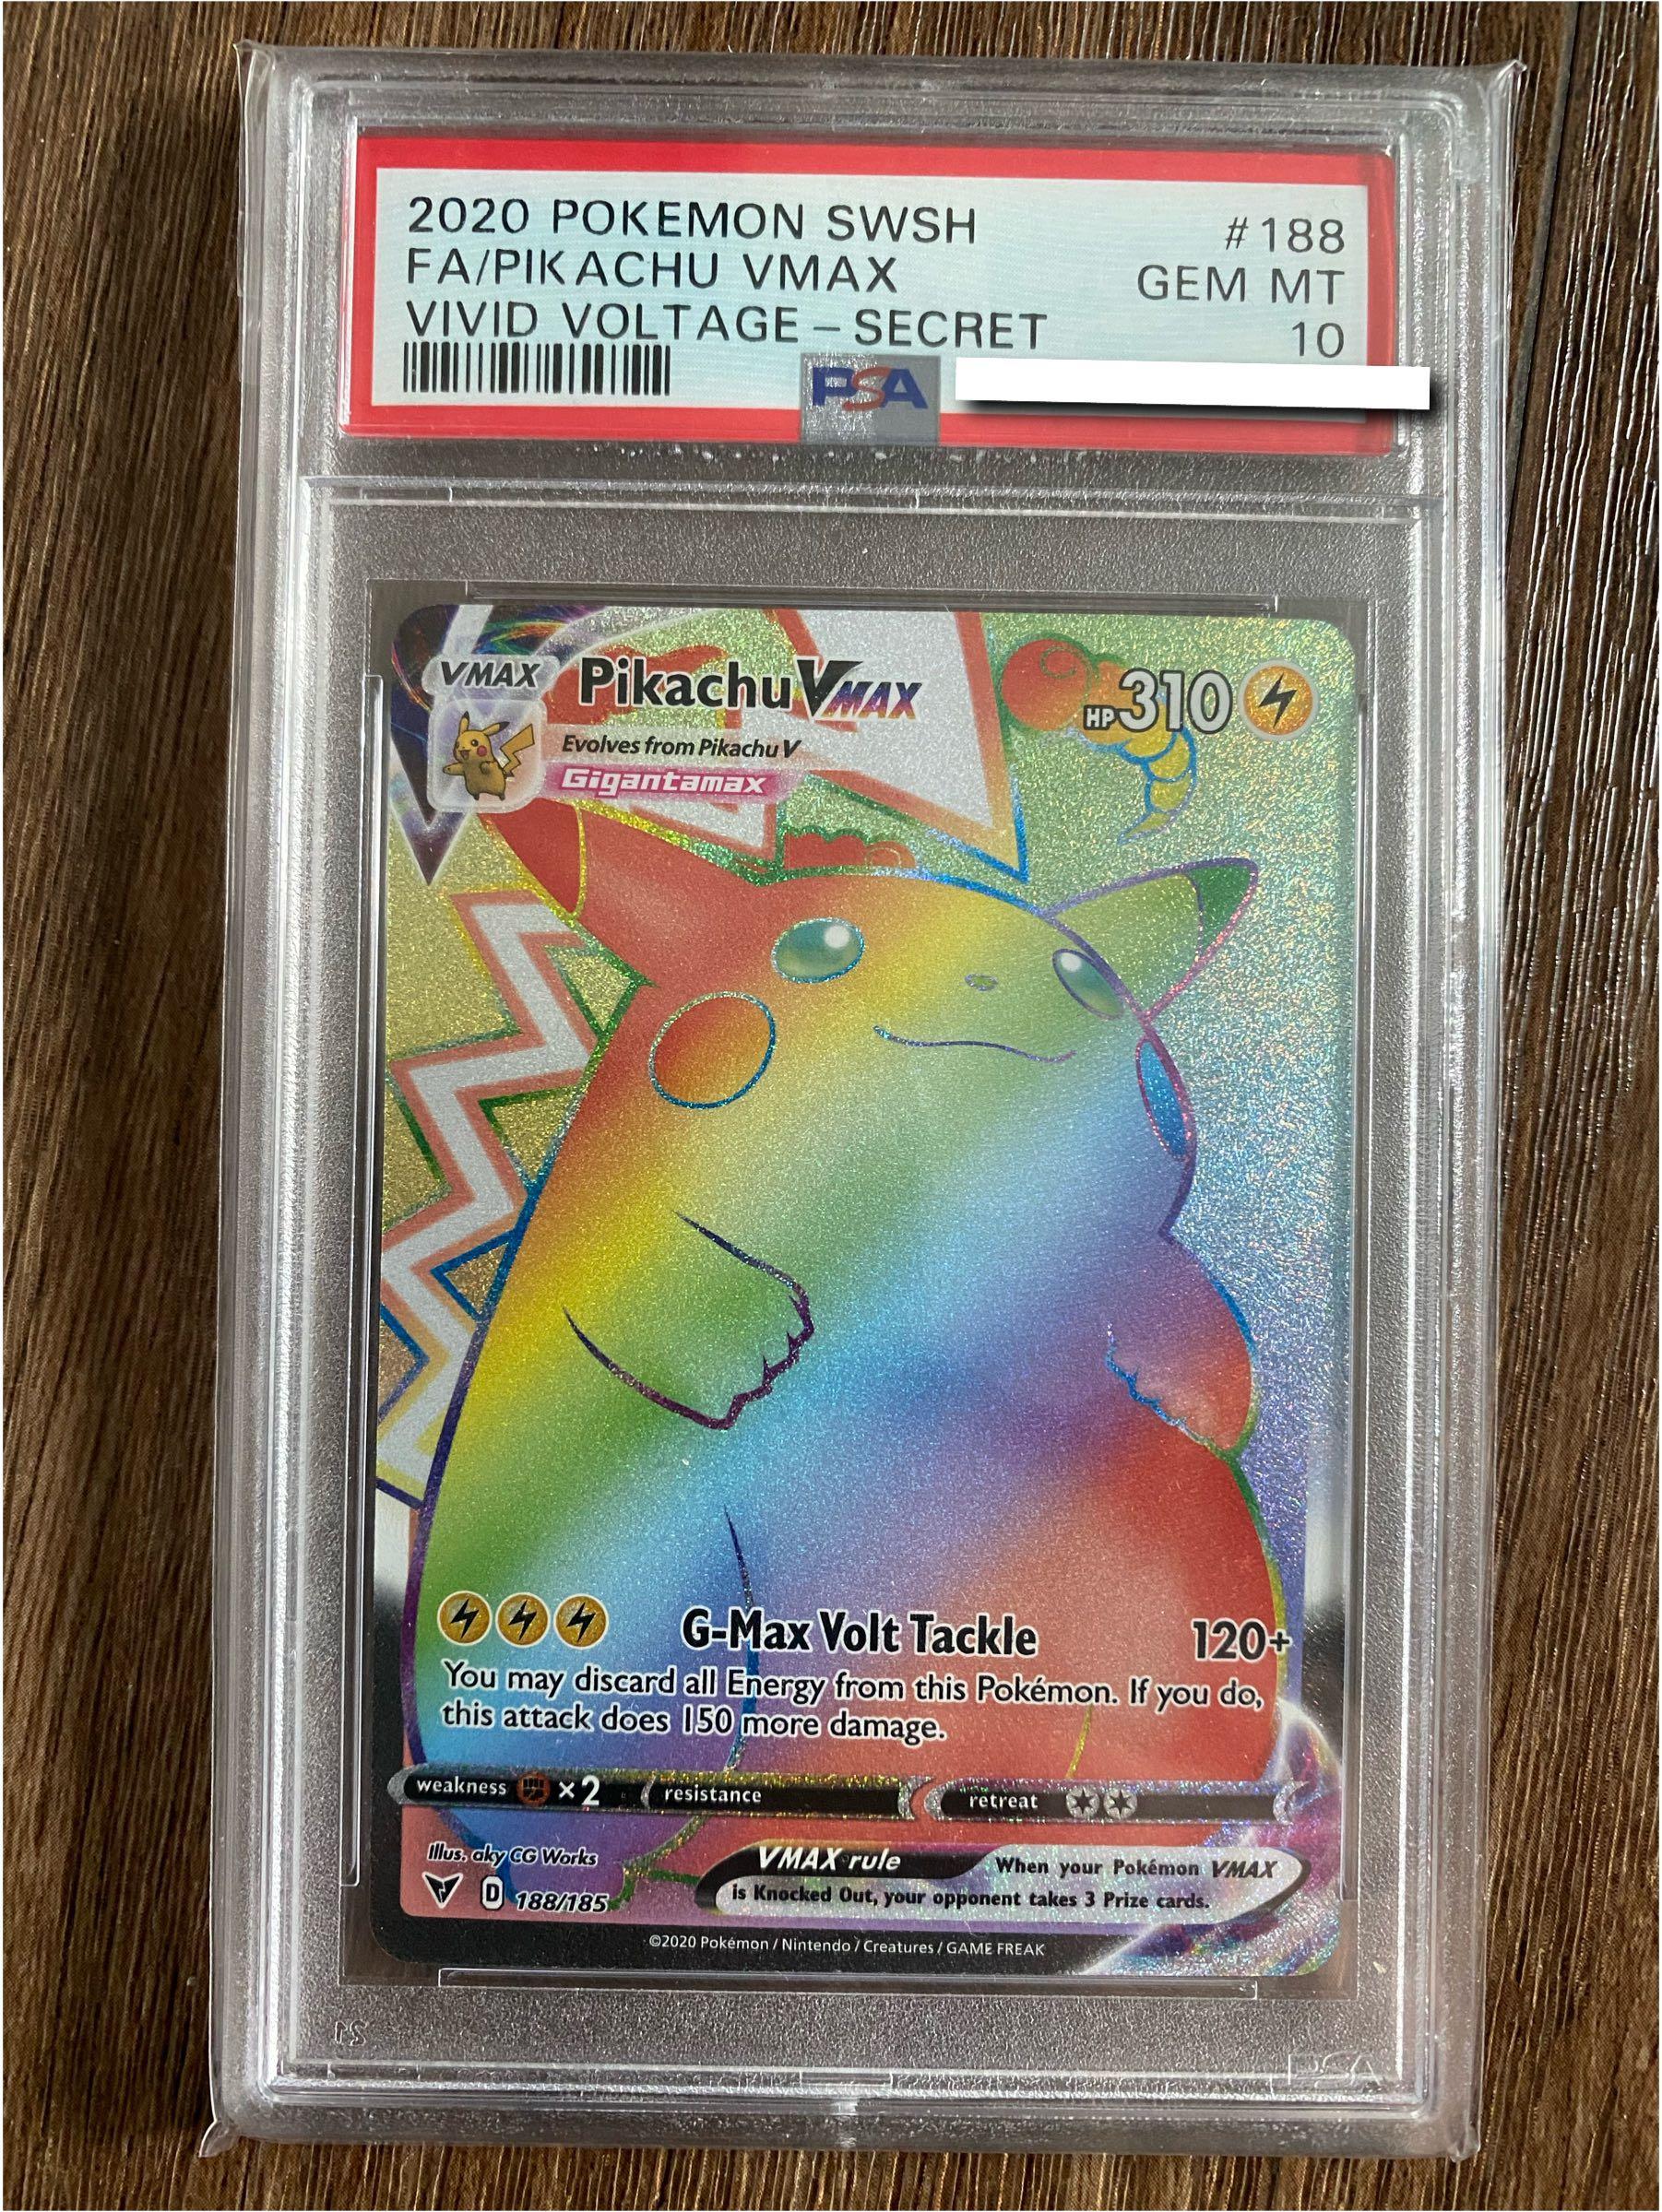 2020 POKEMON SWSH #188
FA/PIKACHU VMAX GEM MT
VIVID VOLTAGE – SECRET 10
PSA
VMAX Pikachu VMAX HP 310
Evolves from Pikachu V
Gigantamax
G-Max Volt Tackle 120+
You may discard all Energy from this Pokémon. If you do,
this attack does 150 more damage.
weakness ×2 resistance retreat
Illus. aky CG Works
VMAX rule When your Pokémon VMAX
is Knocked Out, your opponent takes 3 Prize cards.
D 188/185
©2020 Pokémon / Nintendo / Creatures / GAME FREAK
PSA